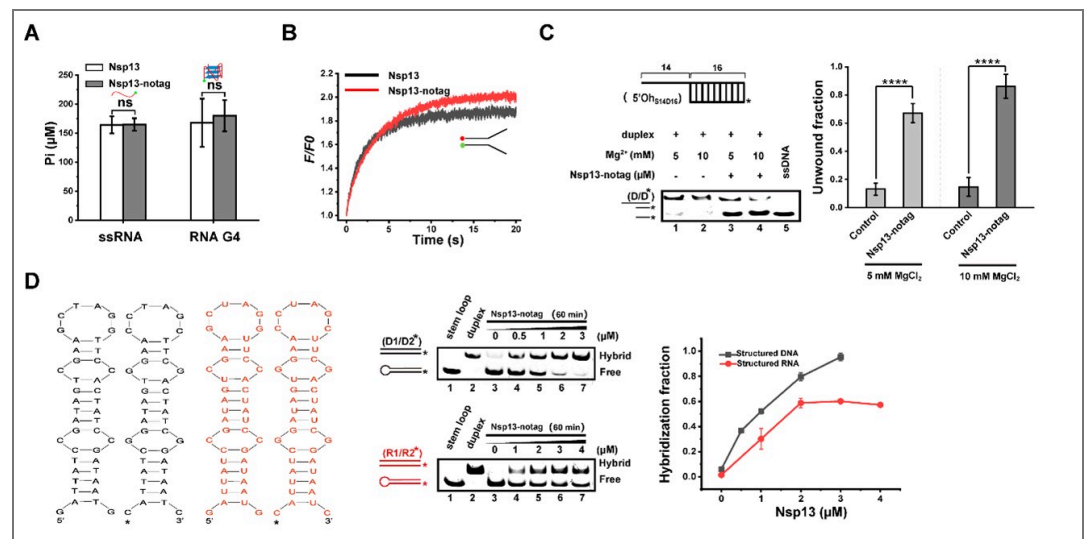 A
Nsp13
Nsp13-notag
ns
ns
Pi (μM)
250
200
150
100
50
0
ssRNA
RNA G4
B
Nsp13
Nsp13-notag
F/F0
2.2
2.0
1.8
1.6
1.4
1.2
1.0
0
5
10
15
20
Time (s)
C
14
16
( 5'Oh S14D16 )
*
duplex + + + +
Mg²⁺ (mM) 5 10 5 10
Nsp13-notag (μM) - - + +
ssDNA
(D/D*)
*
*
1 2 3 4 5
Unwound fraction
1.0
0.8
0.6
0.4
0.2
0.0
****
****
Control
Nsp13-notag
Control
Nsp13-notag
5 mM MgCl₂
10 mM MgCl₂
D
5'
*
3'
5'
*
3'
stem loop
duplex
Nsp13-notag (60 min)
0 0.5 1 2 3 (μM)
(D1/D2*)
*
*
Hybrid
Free
1 2 3 4 5 6 7
stem loop
duplex
Nsp13-notag (60 min)
0 1 2 3 4 (μM)
(R1/R2*)
*
*
Hybrid
Free
1 2 3 4 5 6 7
Hybridization fraction
1.0
0.8
0.6
0.4
0.2
0.0
Structured DNA
Structured RNA
0
1
2
3
4
Nsp13 (μM)